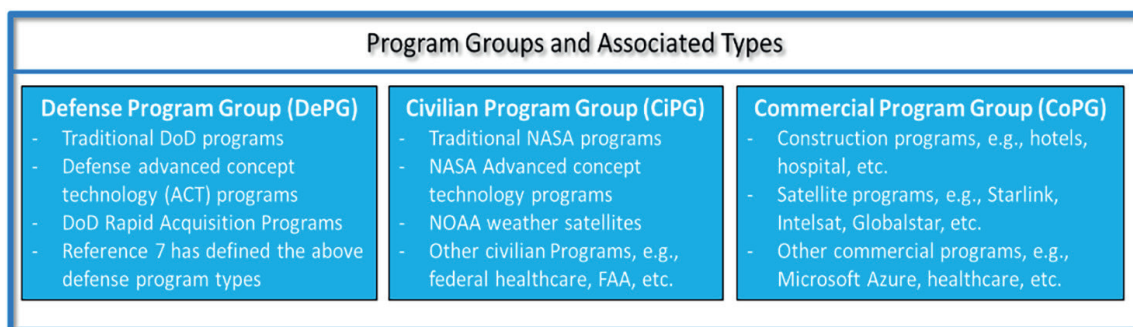 Program Groups and Associated Types
Defense Program Group (DePG)
- Traditional DoD programs
- Defense advanced concept
technology (ACT) programs
- DoD Rapid Acquisition Programs
- Reference 7 has defined the above
defense program types
Civilian Program Group (CiPG)
- Traditional NASA programs
- NASA Advanced concept
technology programs
- NOAA weather satellites
- Other civilian Programs, e.g.,
federal healthcare, FAA, etc.
Commercial Program Group (CoPG)
- Construction programs, e.g., hotels,
hospital, etc.
- Satellite programs, e.g., Starlink,
Intelsat, Globalstar, etc.
- Other commercial programs, e.g.,
Microsoft Azure, healthcare, etc.